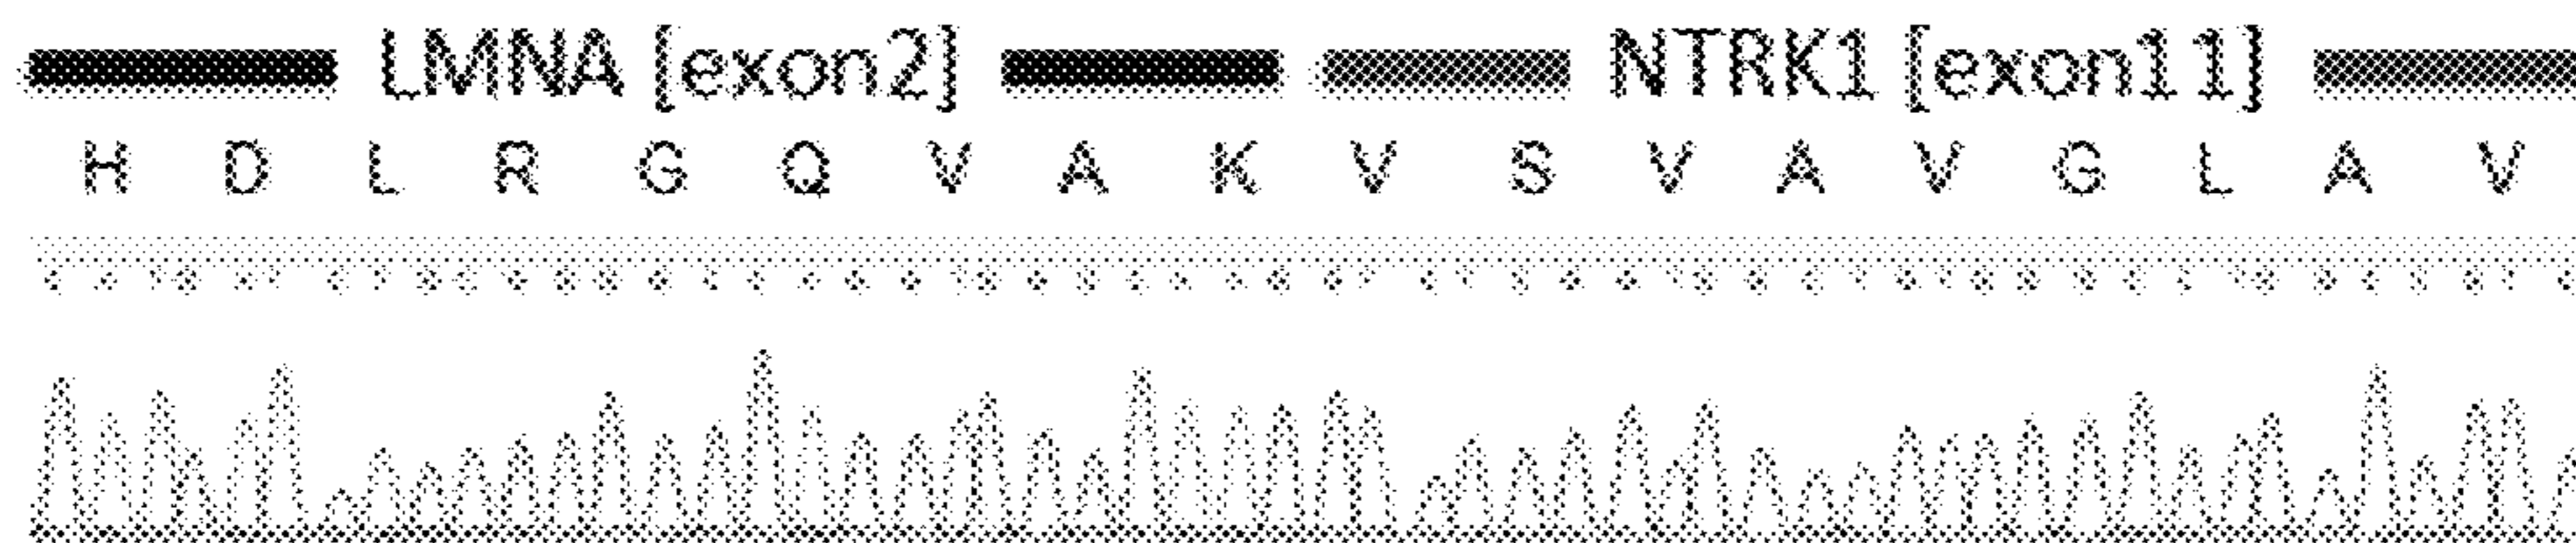 LMNA [exon2] NTRK1 [exon11]
H D L R G Q V A K V S V A V G L A V